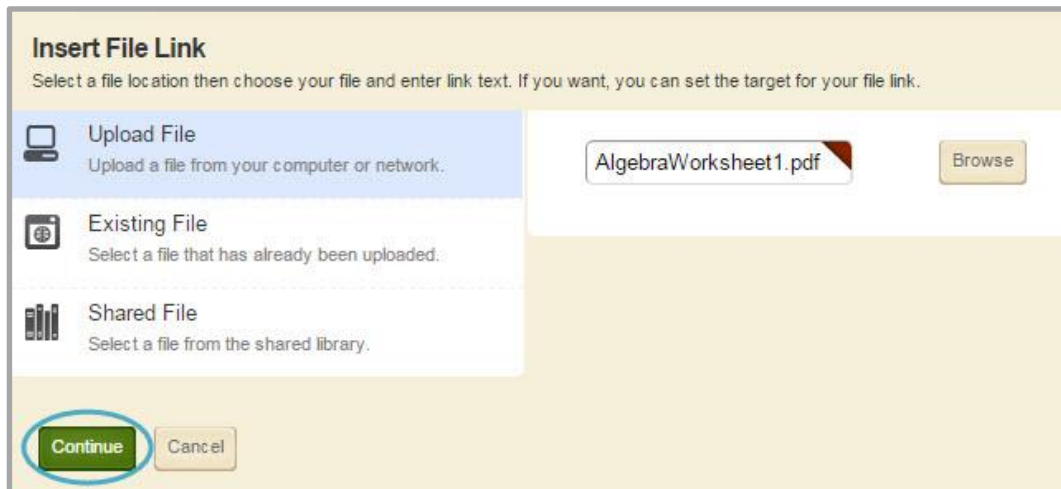 Insert File Link
Select a file location then choose your file and enter link text. If you want, you can set the target for your file link.
Upload File
Upload a file from your computer or network.
AlgebraWorksheet1.pdf
Browse
Existing File
Select a file that has already been uploaded.
Shared File
Select a file from the shared library.
Continue
Cancel